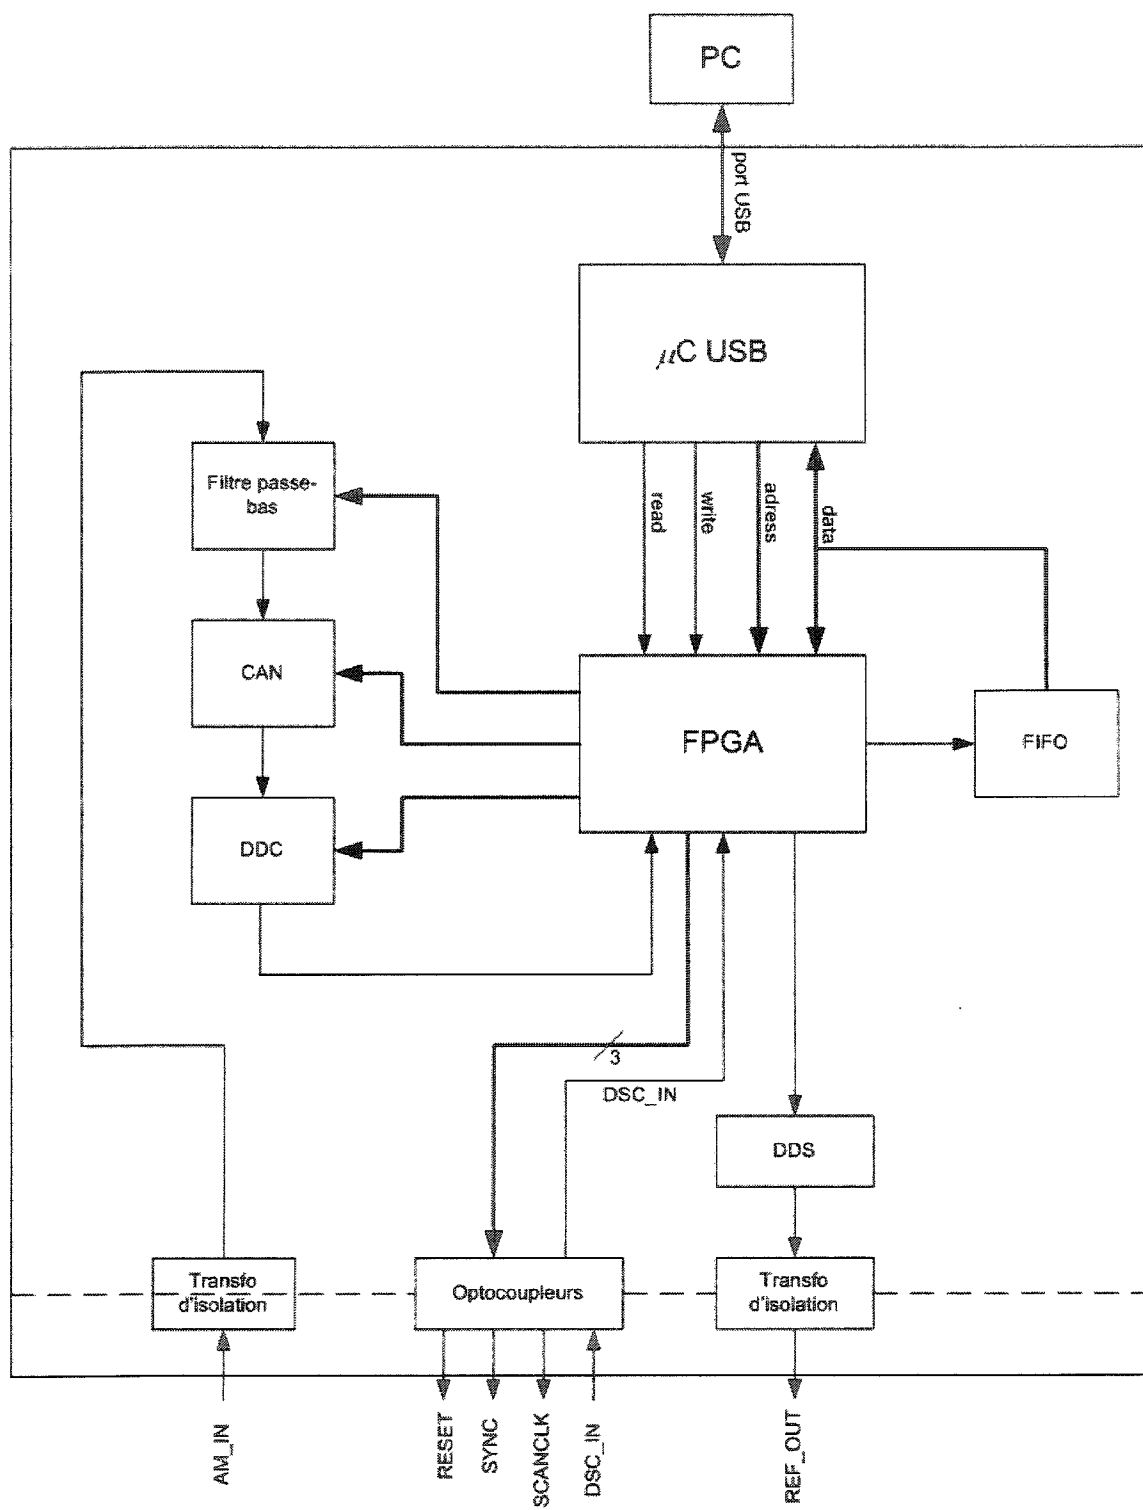 PC
port USB
µC USB
read
write
adress
data
Filtre passe-
bas
CAN
FPGA
FIFO
DDC
3
DSC_IN
DDS
Transfo
d'isolation
Optocoupleurs
Transfo
d'isolation
AM_IN
RESET
SYNC
SCANCLK
DSC_IN
REF_OUT